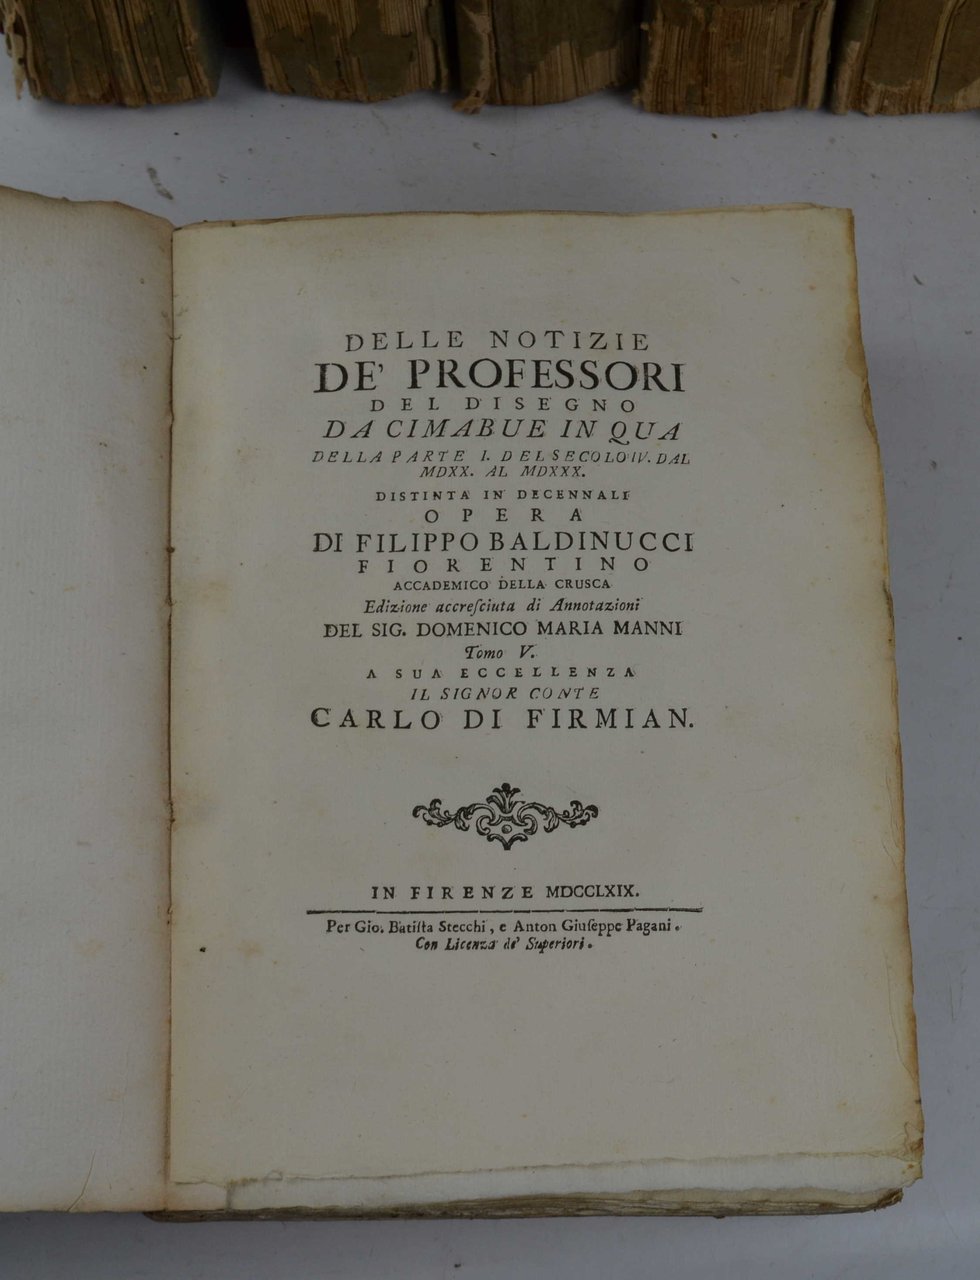 DELLE NOTIZIE
DE' PROFESSORI
DEL DISEGNO
DA CIMABUE IN QUA
DELLA PARTE I. DEL SECOLO IV. DAL
MDXX. AL MDXXX.
DISTINTA IN DECENNALI
OPERA
DI FILIPPO BALDINUCCI
FIORENTINO
ACCADEMICO DELLA CRUSCA
Edizione accreſciuta di Annotazioni
DEL SIG. DOMENICO MARIA MANNI
Tomo V.
A SUA ECCELLENZA
IL SIGNOR CONTE
CARLO DI FIRMIAN.
IN FIRENZE MDCCLXIX.
Per Gio. Batiſta Stecchi, e Anton Giuſeppe Pagani.
Con Licenza de' Superiori.